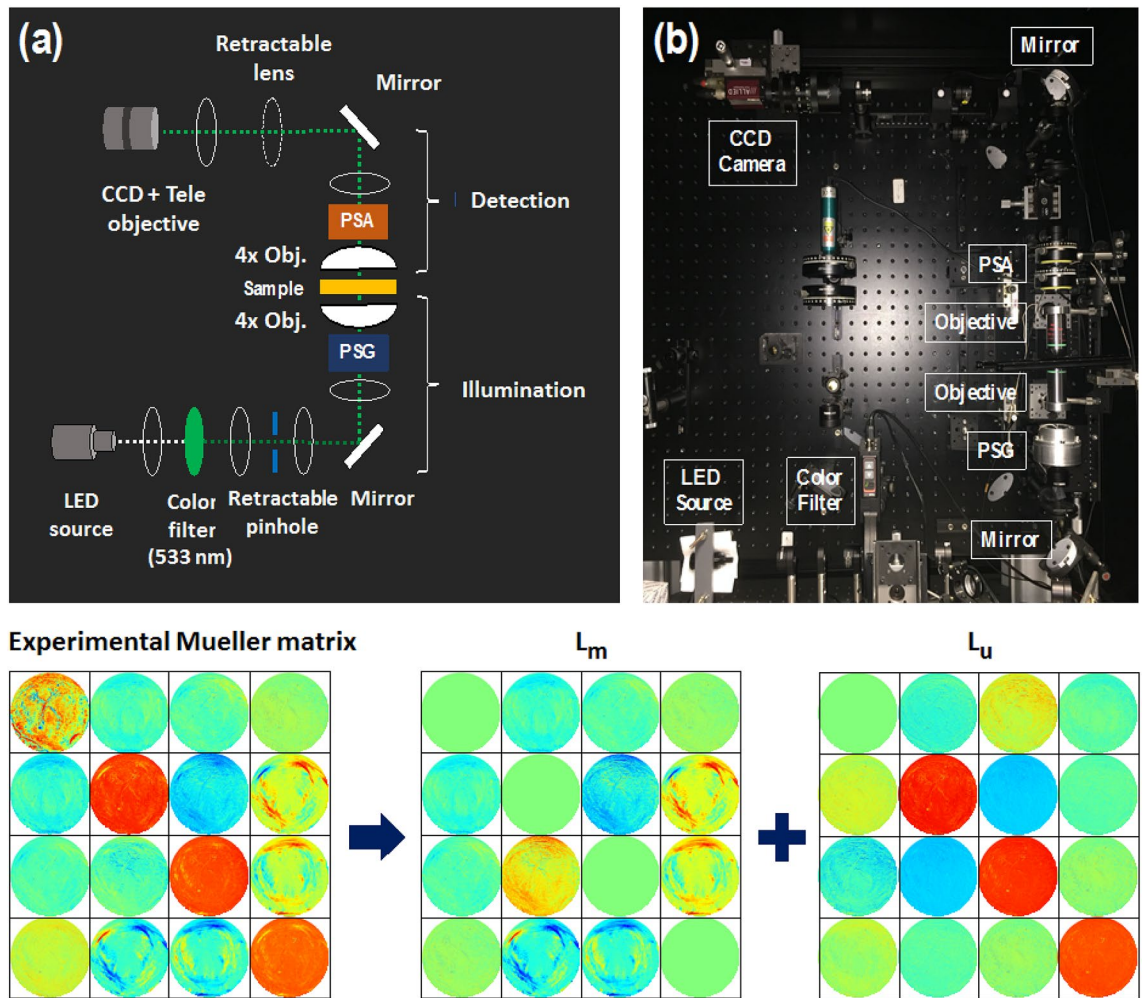 (a)
Retractable
lens
Mirror
CCD + Tele
objective
PSA
Detection
4x Obj.
Sample
4x Obj.
PSG
Illumination
LED
source
Color
filter
(533 nm)
Retractable
pinhole
Mirror
(b)
Mirror
CCD
Camera
PSA
Objective
Objective
PSG
LED
Source
Color
Filter
Mirror
Experimental Mueller matrix
Lm
Lu